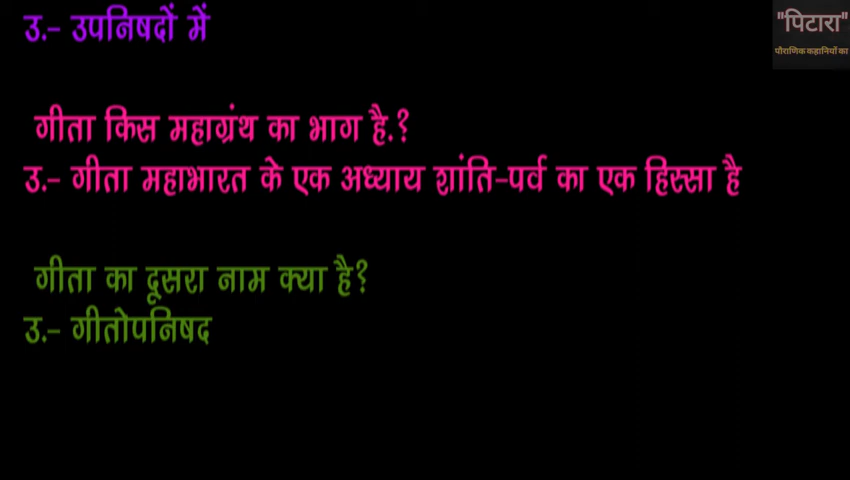 "पिटारा"
पौराणिक कहानियाँ का
उ.- उपनिषदों में
गीता किस महाग्रंथ का भाग है.?
उ.- गीता महाभारत के एक अध्याय शांति-पर्व का एक हिस्सा है
गीता का दूसरा नाम क्या है?
उ.- गीतोपनिषद